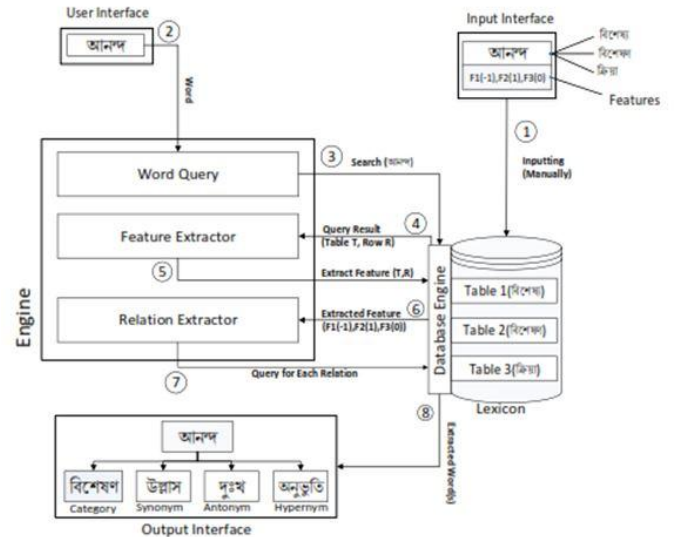 User Interface
আনন্দ
2
Word
Input Interface
আনন্দ
F1(-1),F2(1),F3(0)
বিশেষ্য
বিশেষন
ক্রিয়া
Features
1
Inputting
(Manually)
Engine
Word Query
3
Search (আনন্দ)
Feature Extractor
4
Query Result
(Table T, Row R)
5
Extract Feature (T,R)
Relation Extractor
6
Extracted Feature
(F1(-1),F2(1),F3(0))
7
Query for Each Relation
Database Engine
Table 1(বিশেষ্য)
Table 2(বিশেষন)
Table 3(ক্রিয়া)
Lexicon
8
Extracted Word(s)
আনন্দ
বিশেষণ
উল্লাস
দুঃখ
অনুভূতি
Category
Synonym
Antonym
Hypernym
Output Interface